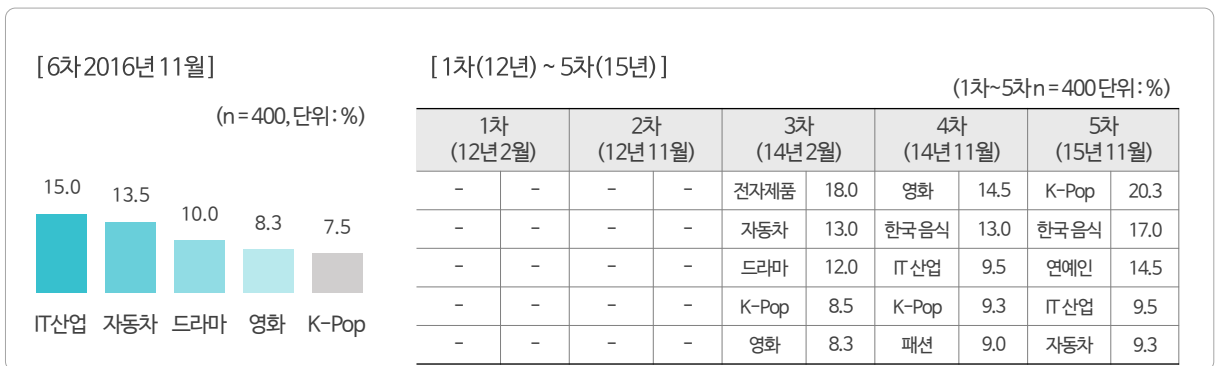 [ 6차 2016년 11월 ]
(n = 400, 단위 : %)
15.0 13.5 10.0 8.3 7.5
IT산업 자동차 드라마 영화 K-Pop
[ 1차 (12년) ~ 5차 (15년) ]
(1차~5차 n = 400 단위 : %)
1차 2차 3차 4차 5차
(12년 2월) (12년 11월) (14년 2월) (14년 11월) (15년 11월)
- - - - 전자제품 18.0 영화 14.5 K-Pop 20.3
- - - - 자동차 13.0 한국 음식 13.0 한국 음식 17.0
- - - - 드라마 12.0 IT 산업 9.5 연예인 14.5
- - - - K-Pop 8.5 K-Pop 9.3 IT 산업 9.5
- - - - 영화 8.3 패션 9.0 자동차 9.3